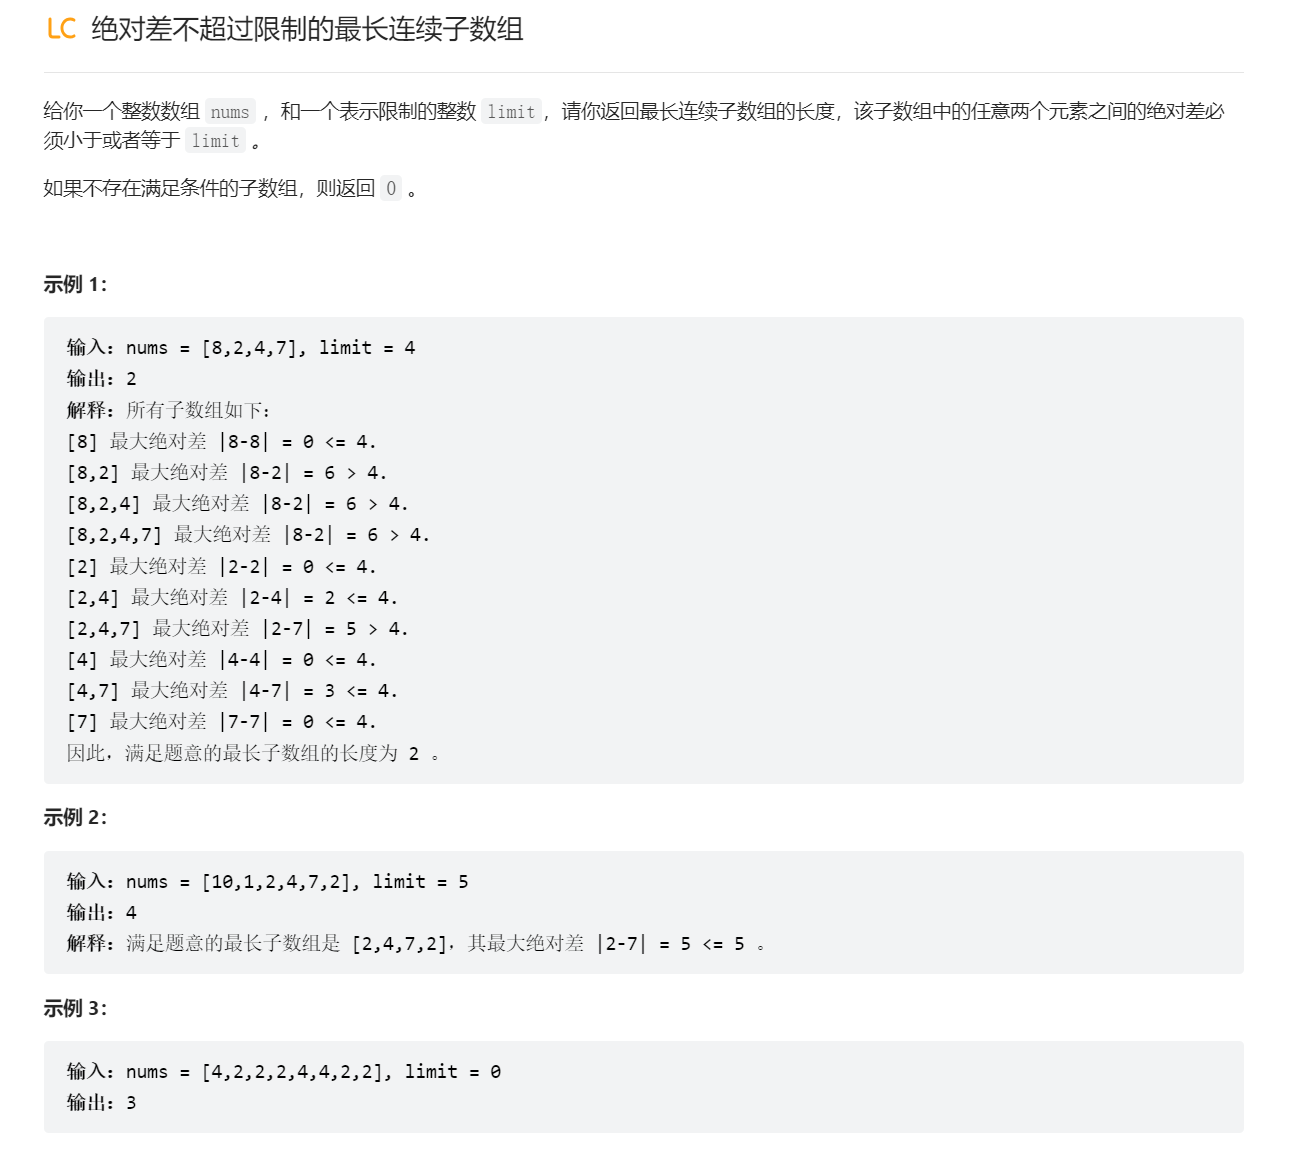 LC 绝对差不超过限制的最长连续子数组
给你一个整数数组 nums ，和一个表示限制的整数 limit，请你返回最长连续子数组的长度，该子数组中的任意两个元素之间的绝对差必
须小于或者等于 limit 。
如果不存在满足条件的子数组，则返回 0 。
示例 1：
输入：nums = [8,2,4,7], limit = 4
输出：2
解释：所有子数组如下：
[8] 最大绝对差 |8-8| = 0 <= 4.
[8,2] 最大绝对差 |8-2| = 6 > 4.
[8,2,4] 最大绝对差 |8-2| = 6 > 4.
[8,2,4,7] 最大绝对差 |8-2| = 6 > 4.
[2] 最大绝对差 |2-2| = 0 <= 4.
[2,4] 最大绝对差 |2-4| = 2 <= 4.
[2,4,7] 最大绝对差 |2-7| = 5 > 4.
[4] 最大绝对差 |4-4| = 0 <= 4.
[4,7] 最大绝对差 |4-7| = 3 <= 4.
[7] 最大绝对差 |7-7| = 0 <= 4.
因此，满足题意的最长子数组的长度为 2 。
示例 2：
输入：nums = [10,1,2,4,7,2], limit = 5
输出：4
解释：满足题意的最长子数组是 [2,4,7,2]，其最大绝对差 |2-7| = 5 <= 5 。
示例 3：
输入：nums = [4,2,2,2,4,4,2,2], limit = 0
输出：3